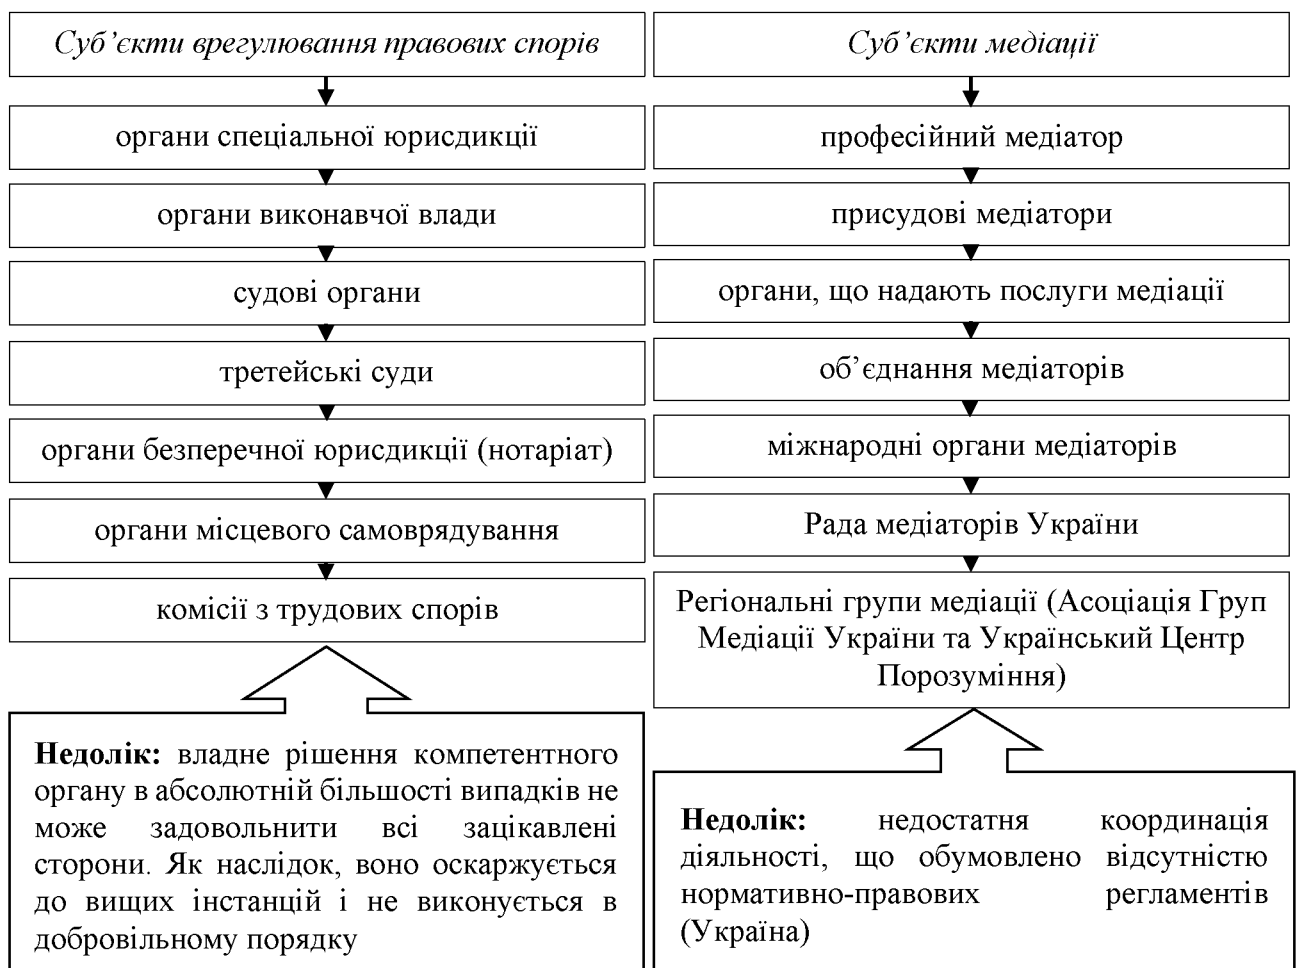 Суб’єкти врегулювання правових спорів
органи спеціальної юрисдикції
органи виконавчої влади
судові органи
третейські суди
органи безперечної юрисдикції (нотаріат)
органи місцевого самоврядування
комісії з трудових спорів
Недолік: владне рішення компетентного
органу в абсолютній більшості випадків не
може задовольнити всі зацікавлені
сторони. Як наслідок, воно оскаржується
до вищих інстанцій і не виконується в
добровільному порядку
Суб’єкти медіації
професійний медіатор
присудові медіатори
органи, що надають послуги медіації
об’єднання медіаторів
міжнародні органи медіаторів
Рада медіаторів України
Регіональні групи медіації (Асоціація Груп
Медіації України та Український Центр
Порозуміння)
Недолік: недостатня координація
діяльності, що обумовлено відсутністю
нормативно-правових регламентів
(Україна)